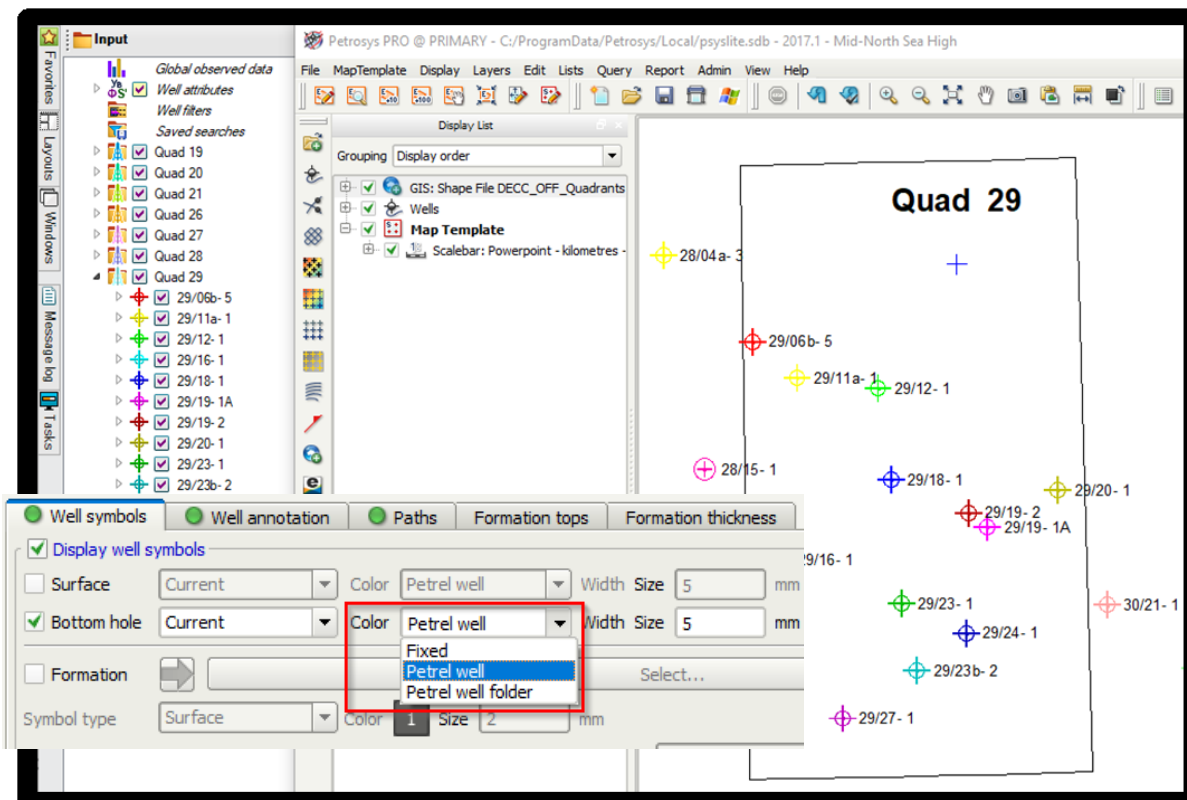 Input
Favorites
Layouts
Windows
Message log
Tasks
Global observed data
Well attributes
Well filters
Saved searches
Quad 19
Quad 20
Quad 21
Quad 26
Quad 27
Quad 28
Quad 29
29/06b- 5
29/11a- 1
29/12- 1
29/16- 1
29/18- 1
29/19- 1A
29/19- 2
29/20- 1
29/23- 1
29/23b- 2
Petrosys PRO @ PRIMARY - C:/ProgramData/Petrosys/Local/psyslite.sdb - 2017.1 - Mid-North Sea High
File MapTemplate Display Layers Edit Lists Query Report Admin View Help
Display List
Grouping Display order
GIS: Shape File DECC_OFF_Quadrants
Wells
Map Template
Scalebar: Powerpoint - kilometres -
Quad 29
28/04a- 3
29/06b- 5
29/11a- 1
29/12- 1
28/15- 1
29/18- 1
29/20- 1
29/19- 2
29/19- 1A
9/16- 1
29/23- 1
30/21- 1
29/24- 1
29/23b- 2
29/27- 1
Well symbols Well annotation Paths Formation tops Formation thickness
Display well symbols
Surface Current Color Petrel well Width Size 5 mm
Bottom hole Current Color Petrel well Width Size 5 mm
Fixed
Petrel well
Petrel well folder
Formation Select...
Symbol type Surface Color 1 Size 2 mm